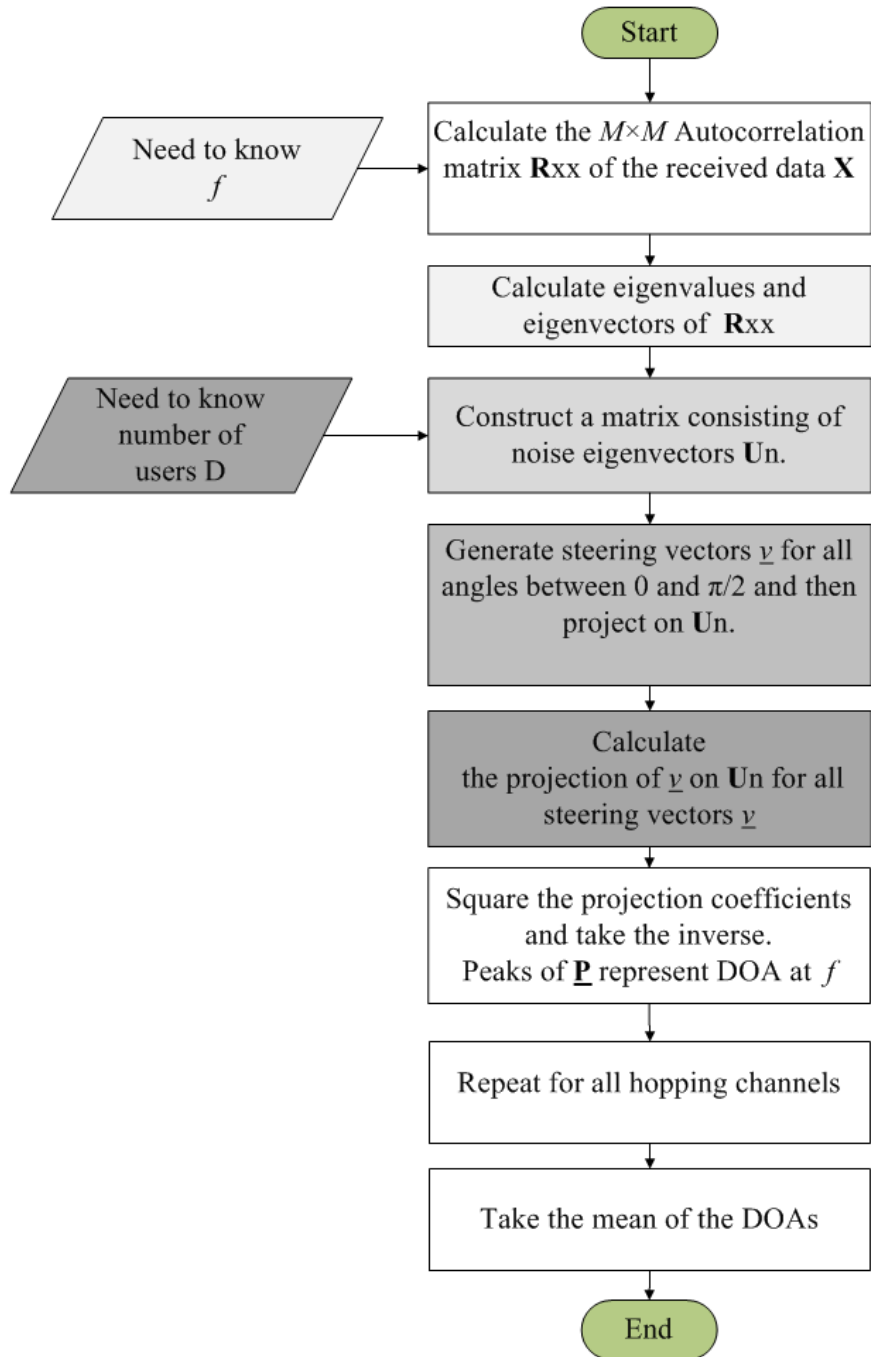 Start
Need to know
f
Calculate the M×M Autocorrelation
matrix Rxx of the received data X
Calculate eigenvalues and
eigenvectors of Rxx
Need to know
number of
users D
Construct a matrix consisting of
noise eigenvectors Un.
Generate steering vectors v for all
angles between 0 and π/2 and then
project on Un.
Calculate
the projection of v on Un for all
steering vectors v
Square the projection coefficients
and take the inverse.
Peaks of P represent DOA at f
Repeat for all hopping channels
Take the mean of the DOAs
End